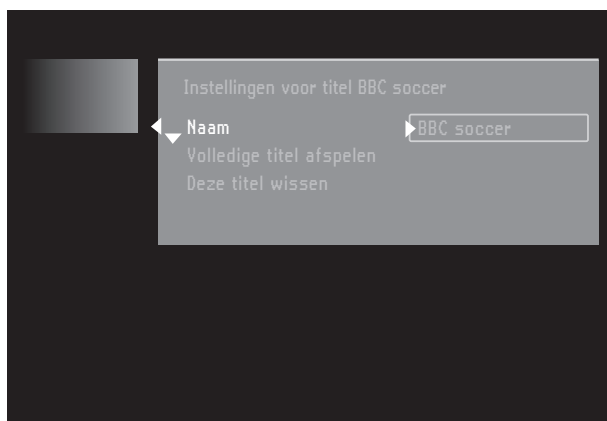 Instellingen voor titel BBC soccer
Naam BBC soccer
Volledige titel afspelen
Deze titel wissen